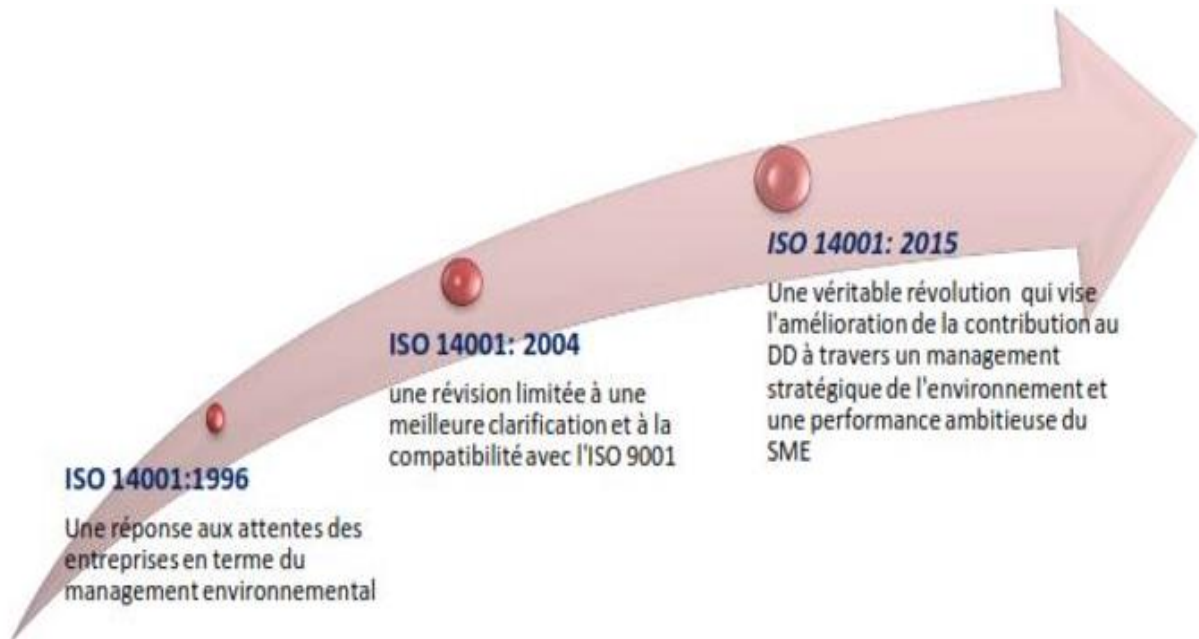 ISO 14001:1996
Une réponse aux attentes des
entreprises en terme du
management environnemental
ISO 14001: 2004
une révision limitée à une
meilleure clarification et à la
compatibilité avec l'ISO 9001
ISO 14001: 2015
Une véritable révolution qui vise
l'amélioration de la contribution au
DD à travers un management
stratégique de l'environnement et
une performance ambitieuse du
SME